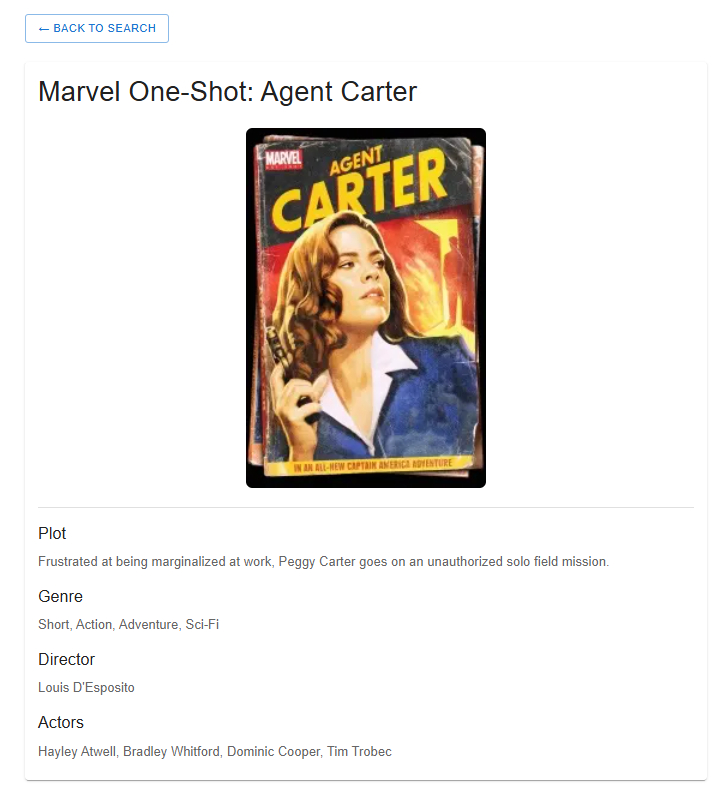 ← BACK TO SEARCH
Marvel One-Shot: Agent Carter
MARVEL
AGENT
CARTER
IN AN ALL-NEW CAPTAIN AMERICA ADVENTURE
Plot
Frustrated at being marginalized at work, Peggy Carter goes on an unauthorized solo field mission.
Genre
Short, Action, Adventure, Sci-Fi
Director
Louis D'Esposito
Actors
Hayley Atwell, Bradley Whitford, Dominic Cooper, Tim Trobec